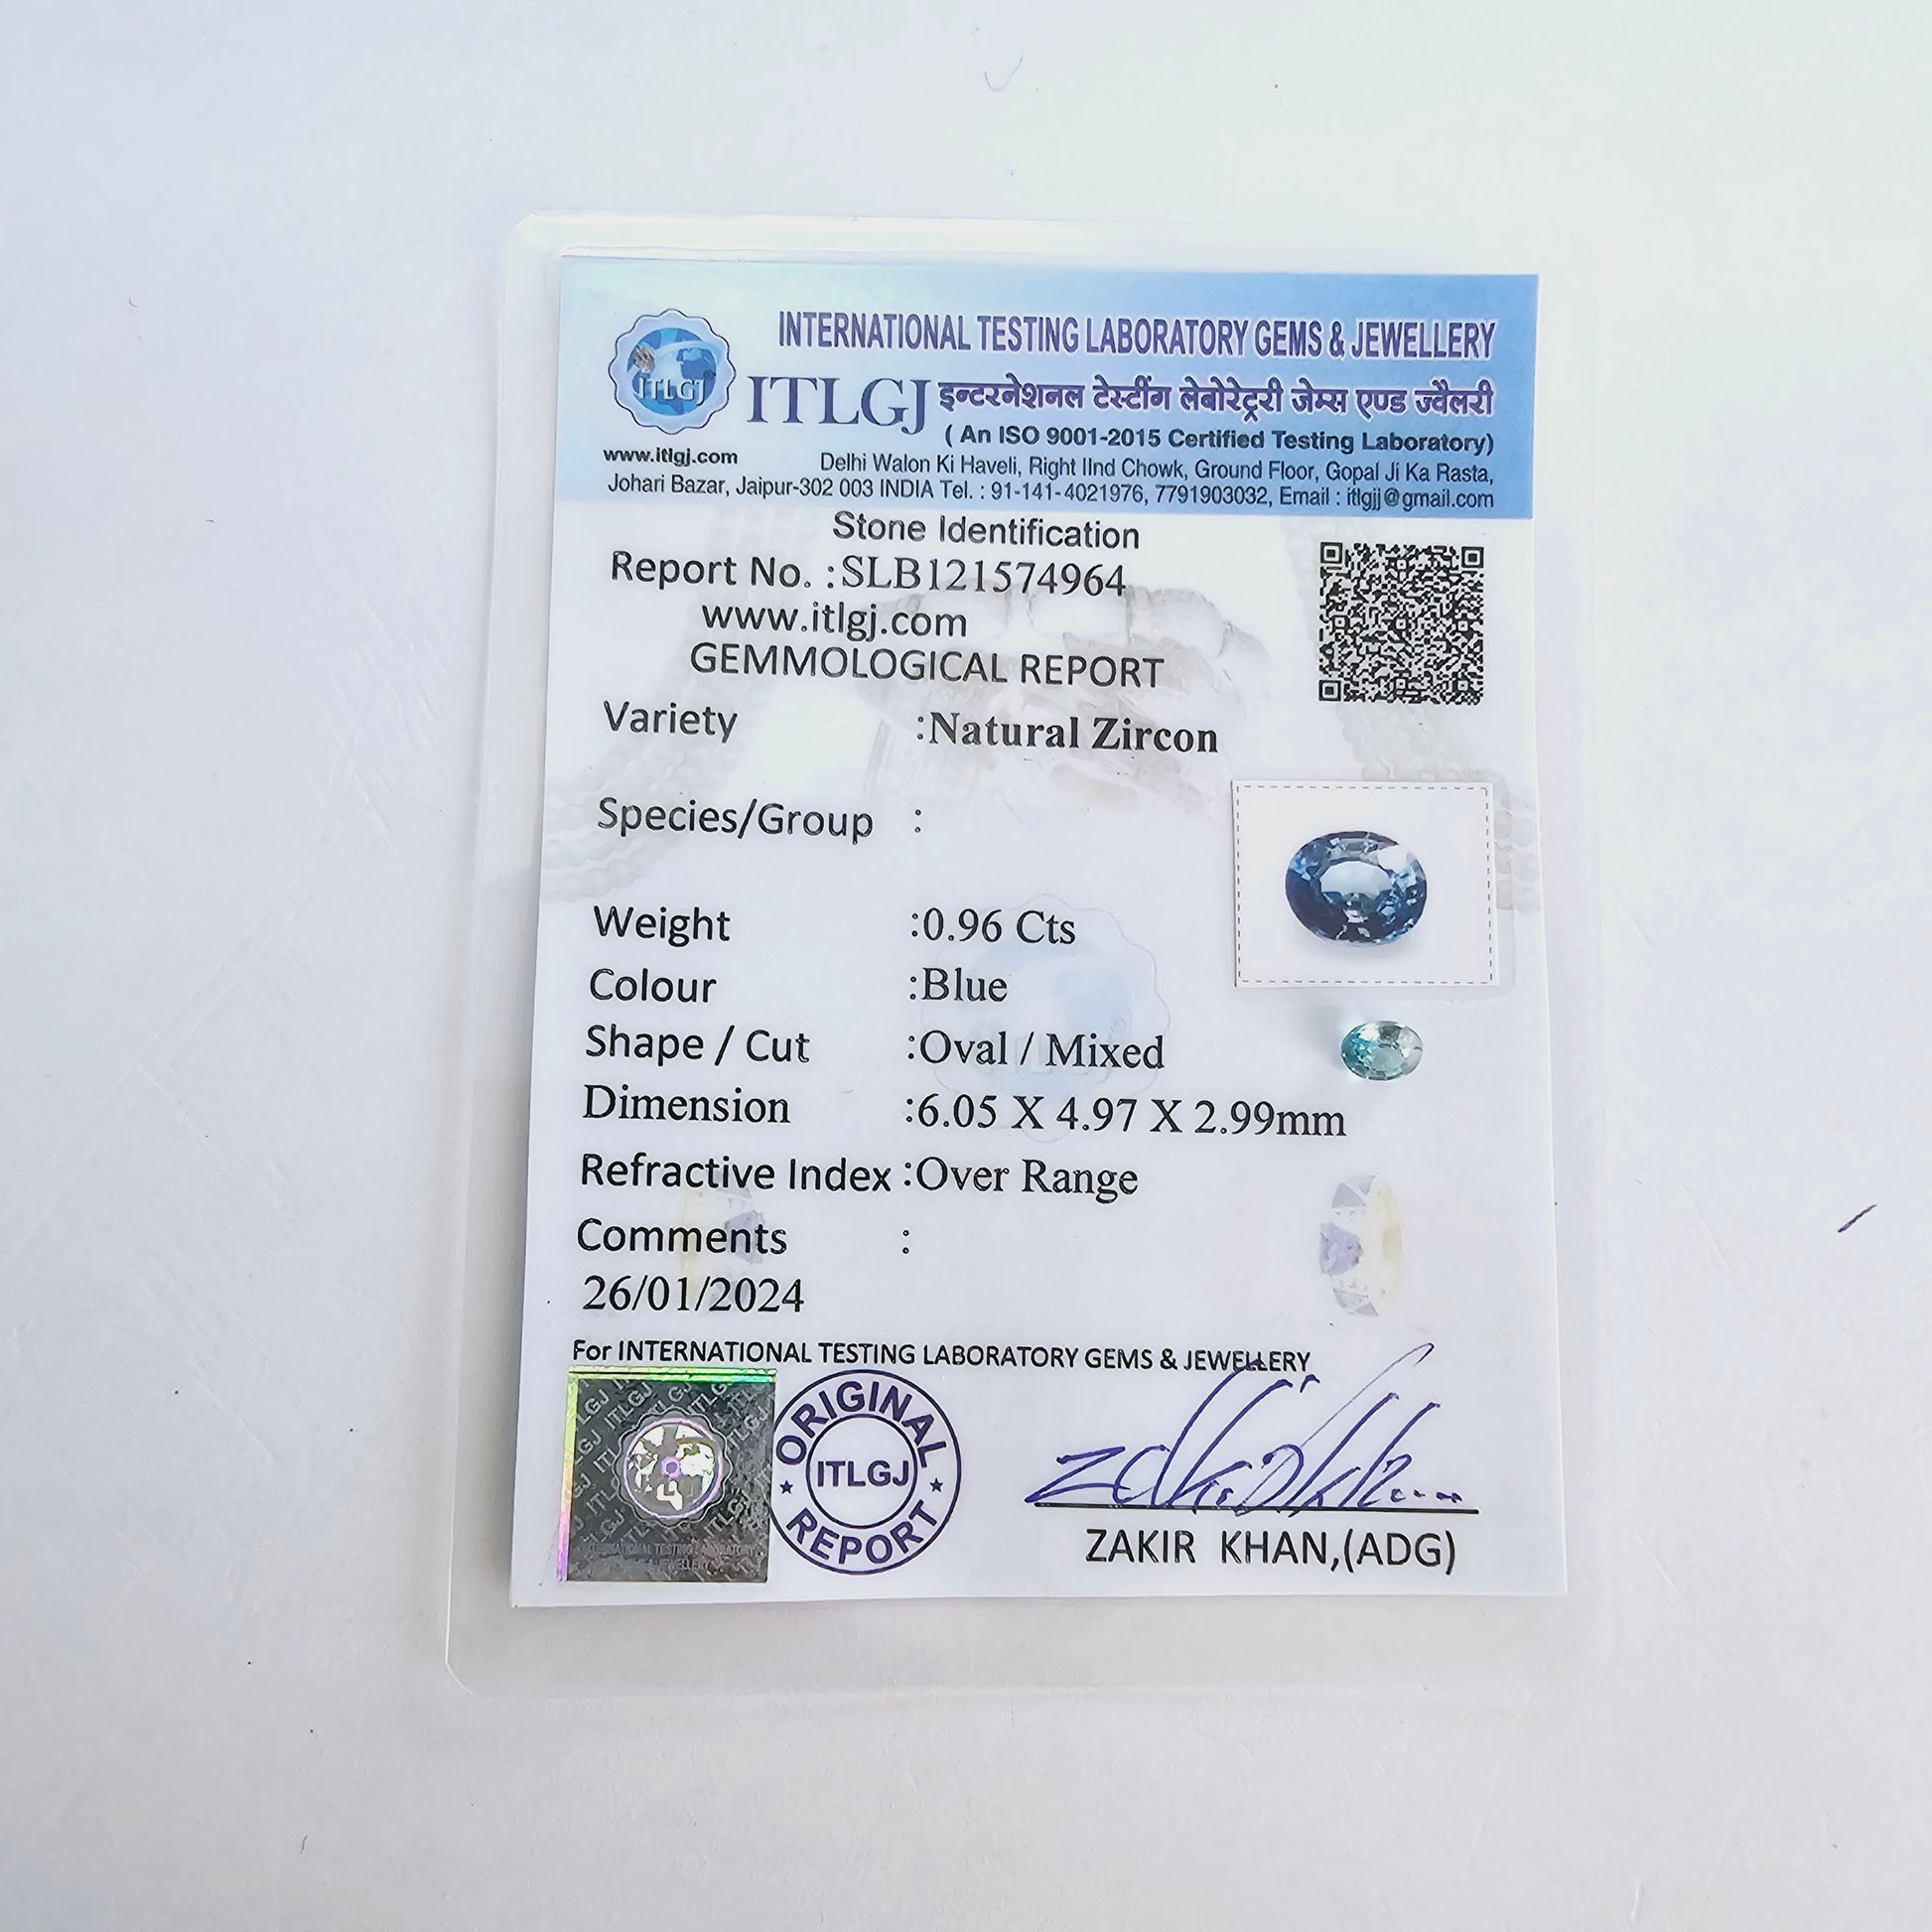 INTERNATIONAL TESTING LABORATORY GEMS & JEWELLERY
ITLGJ
ITLGJ इन्टरनेशनल टेस्टींग लेबोरेट्ररी जेम्स एण्ड ज्वैलरी
( An ISO 9001-2015 Certified Testing Laboratory)
www.itlgj.com Delhi Walon Ki Haveli, Right IInd Chowk, Ground Floor, Gopal Ji Ka Rasta,
Johari Bazar, Jaipur-302 003 INDIA Tel. : 91-141-4021976, 7791903032, Email : itlgjj@gmail.com
Stone Identification
Report No. :SLB121574964
www.itlgj.com
GEMMOLOGICAL REPORT
Variety :Natural Zircon
Species/Group :
Weight :0.96 Cts
Colour :Blue
Shape / Cut :Oval / Mixed
Dimension :6.05 X 4.97 X 2.99mm
Refractive Index :Over Range
Comments :
26/01/2024
For INTERNATIONAL TESTING LABORATORY GEMS & JEWELLERY
ORIGINAL
ITLGJ
REPORT
ZAKIR KHAN,(ADG)